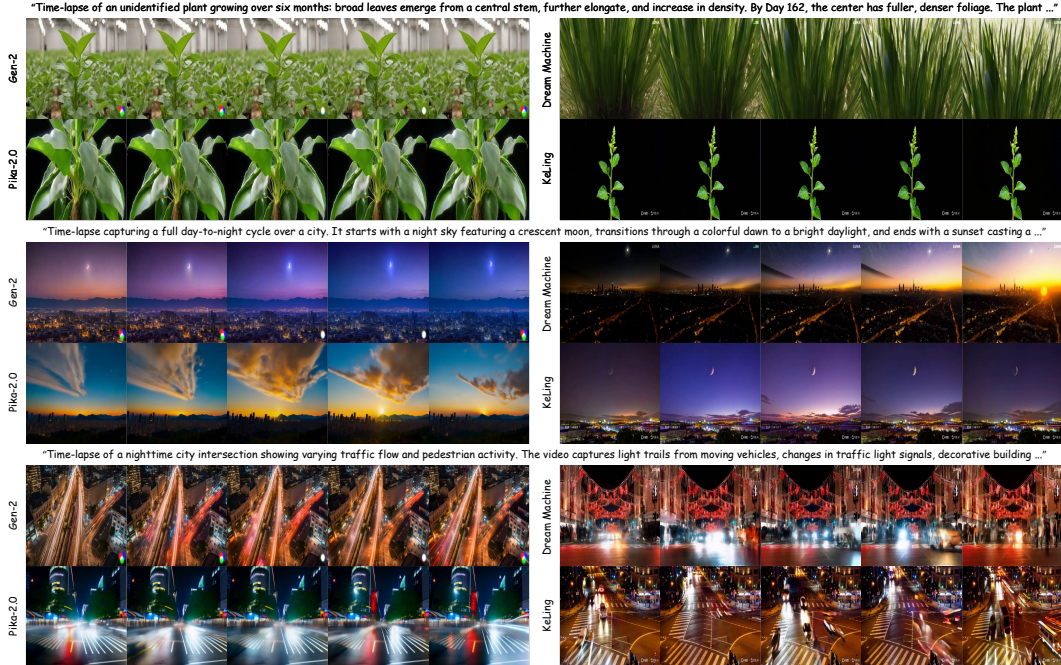 "Time-lapse of an unidentified plant growing over six months: broad leaves emerge from a central stem, further elongate, and increase in density. By Day 162, the center has fuller, denser foliage. The plant ..."
Gen-2
Pika-2.0
Dream Machine
KeLing
"Time-lapse capturing a full day-to-night cycle over a city. It starts with a night sky featuring a crescent moon, transitions through a colorful dawn to a bright daylight, and ends with a sunset casting a ..."
Gen-2
Pika-2.0
Dream Machine
KeLing
"Time-lapse of a nighttime city intersection showing varying traffic flow and pedestrian activity. The video captures light trails from moving vehicles, changes in traffic light signals, decorative building ..."
Gen-2
Pika-2.0
Dream Machine
KeLing